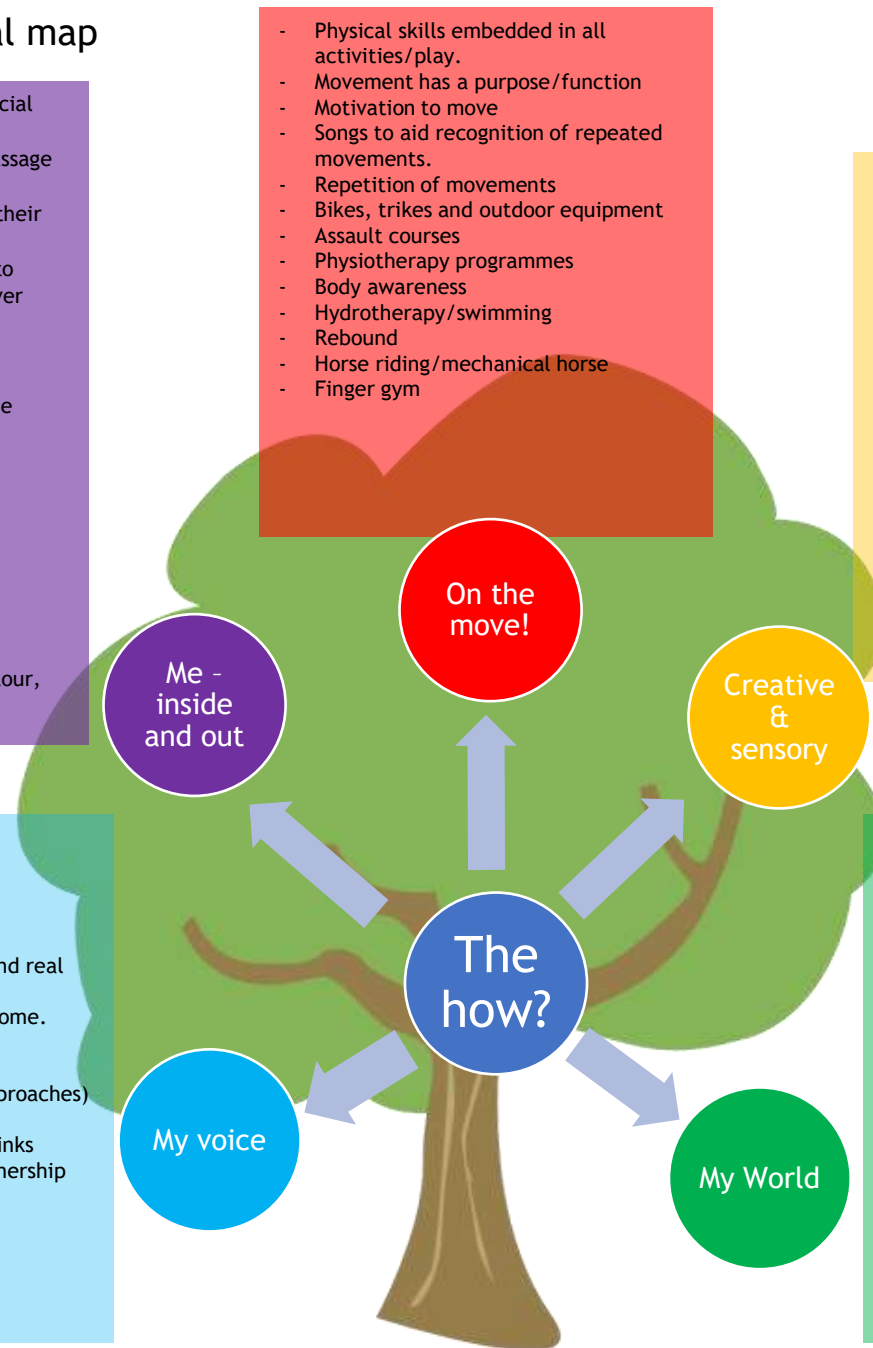 al map
- Physical skills embedded in all
activities/play.
- Movement has a purpose/function
- Motivation to move
- Songs to aid recognition of repeated
movements.
- Repetition of movements
- Bikes, trikes and outdoor equipment
- Assault courses
- Physiotherapy programmes
- Body awareness
- Hydrotherapy/swimming
- Rebound
- Horse riding/mechanical horse
- Finger gym
cial
ssage
their
to
ver
e
our,
On the
move!
Me –
inside
and out
Creative
&
sensory
nd real
ome.
proaches)
inks
nership
The
how?
My voice
My World